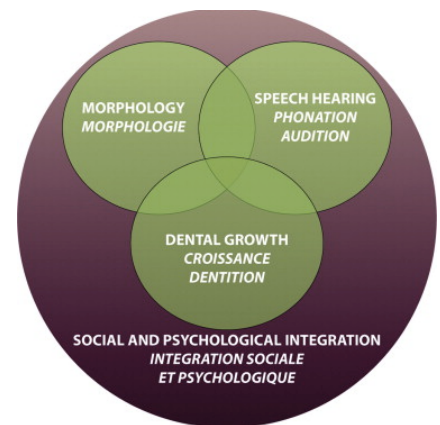 MORPHOLOGY
MORPHOLOGIE
SPEECH HEARING
PHONATION
AUDITION
DENTAL GROWTH
CROISSANCE
DENTITION
SOCIAL AND PSYCHOLOGICAL INTEGRATION
INTEGRATION SOCIALE
ET PSYCHOLOGIQUE